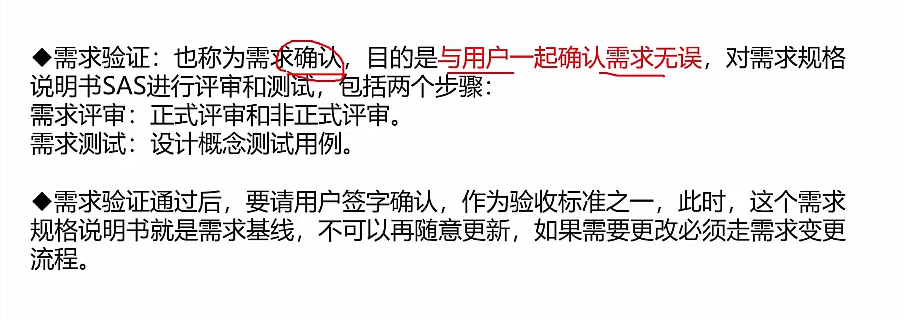 ◆需求验证：也称为需求确认，目的是与用户一起确认需求无误，对需求规格
说明书SAS进行评审和测试，包括两个步骤：
需求评审：正式评审和非正式评审。
需求测试：设计概念测试用例。
◆需求验证通过后，要请用户签字确认，作为验收标准之一，此时，这个需求
规格说明书就是需求基线，不可以再随意更新，如果需要更改必须走需求变更
流程。